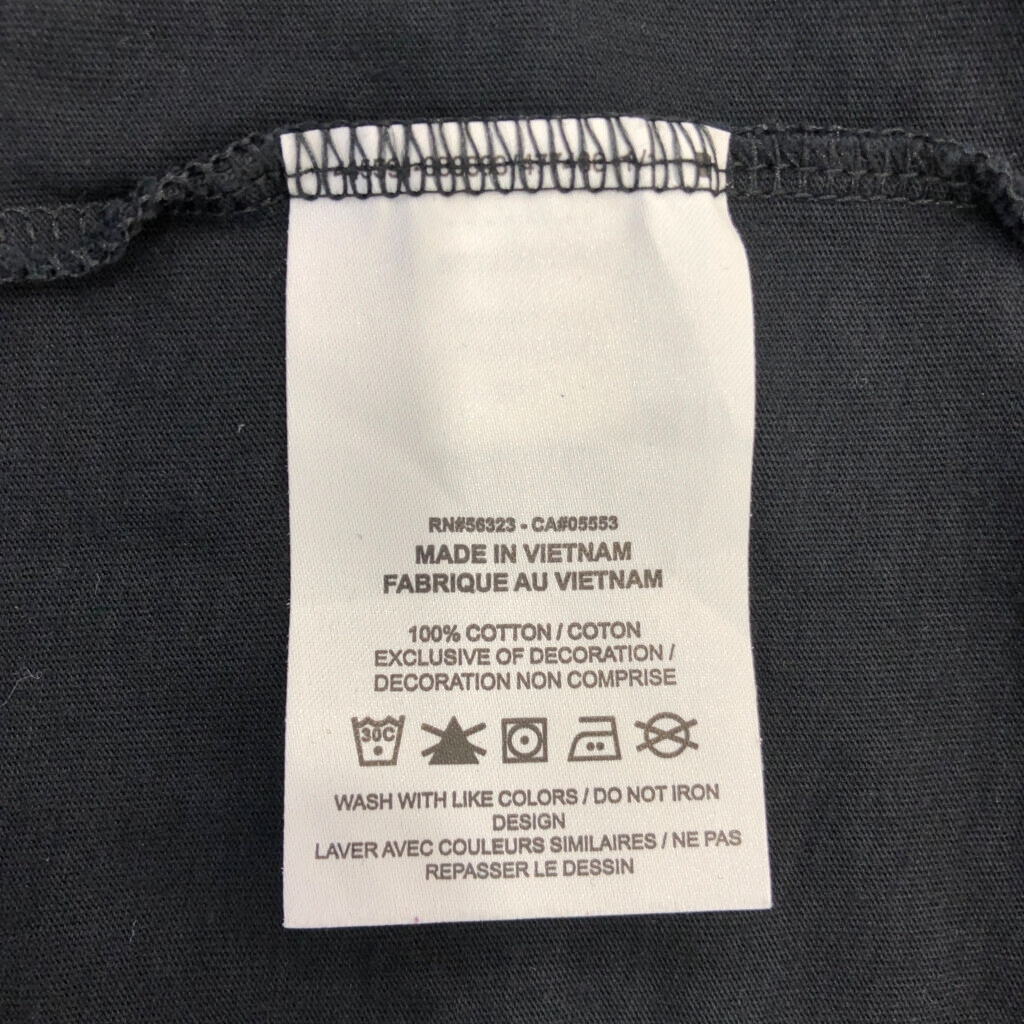 RN#56323 - CA#05553
MADE IN VIETNAM
FABRIQUE AU VIETNAM
100% COTTON / COTON
EXCLUSIVE OF DECORATION /
DECORATION NON COMPRISE
30C
WASH WITH LIKE COLORS / DO NOT IRON
DESIGN
LAVER AVEC COULEURS SIMILAIRES / NE PAS
REPASSER LE DESSIN